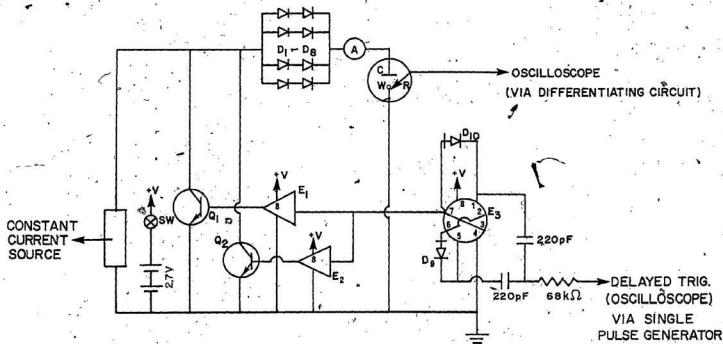 D1 – D8
A
C
W
R
OSCILLOSCOPE
(VIA DIFFERENTIATING CIRCUIT)
D10
+V
8
1
7
2
6
3
5
4
E3
+V
8
E1
+V
SW
Q1
Q2
+V
8
E2
CONSTANT
CURRENT
SOURCE
2.7V
D9
220pF
220pF
68kΩ
DELAYED TRIG.
(OSCILLOSCOPE)
VIA SINGLE
PULSE GENERATOR